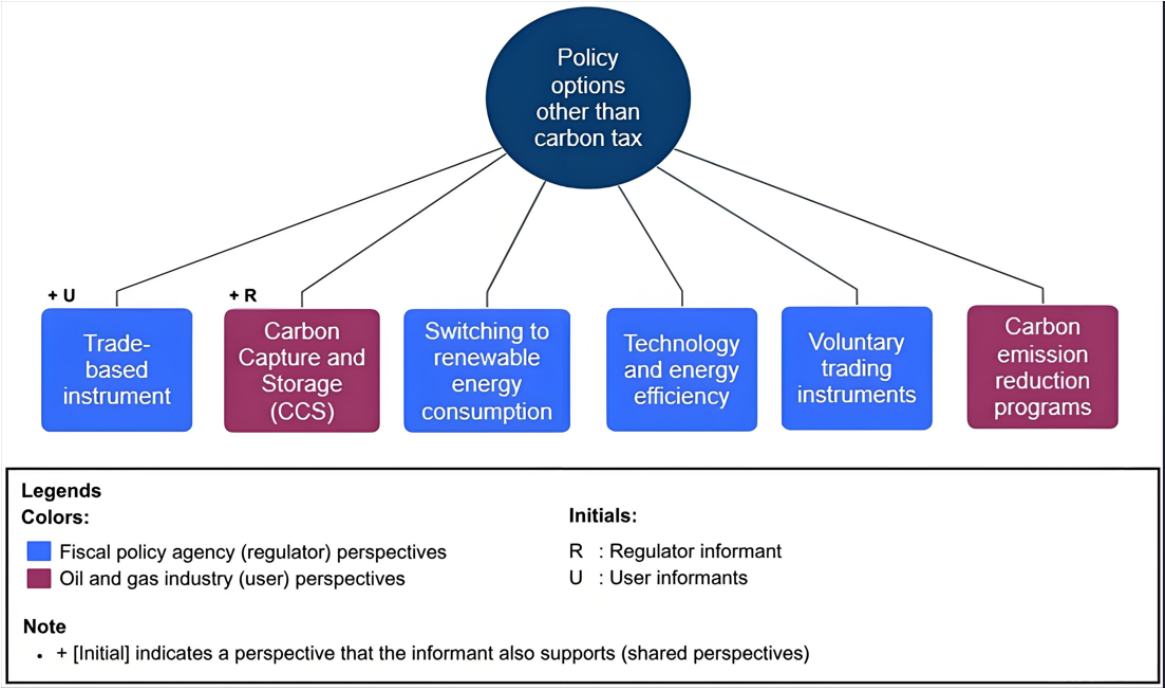 Policy
options
other than
carbon tax
+ U
Trade-
based
instrument
+ R
Carbon
Capture and
Storage
(CCS)
Switching to
renewable
energy
consumption
Technology
and energy
efficiency
Voluntary
trading
instruments
Carbon
emission
reduction
programs
Legends
Colors:
Fiscal policy agency (regulator) perspectives
Oil and gas industry (user) perspectives
Initials:
R : Regulator informant
U : User informants
Note
• + [Initial] indicates a perspective that the informant also supports (shared perspectives)